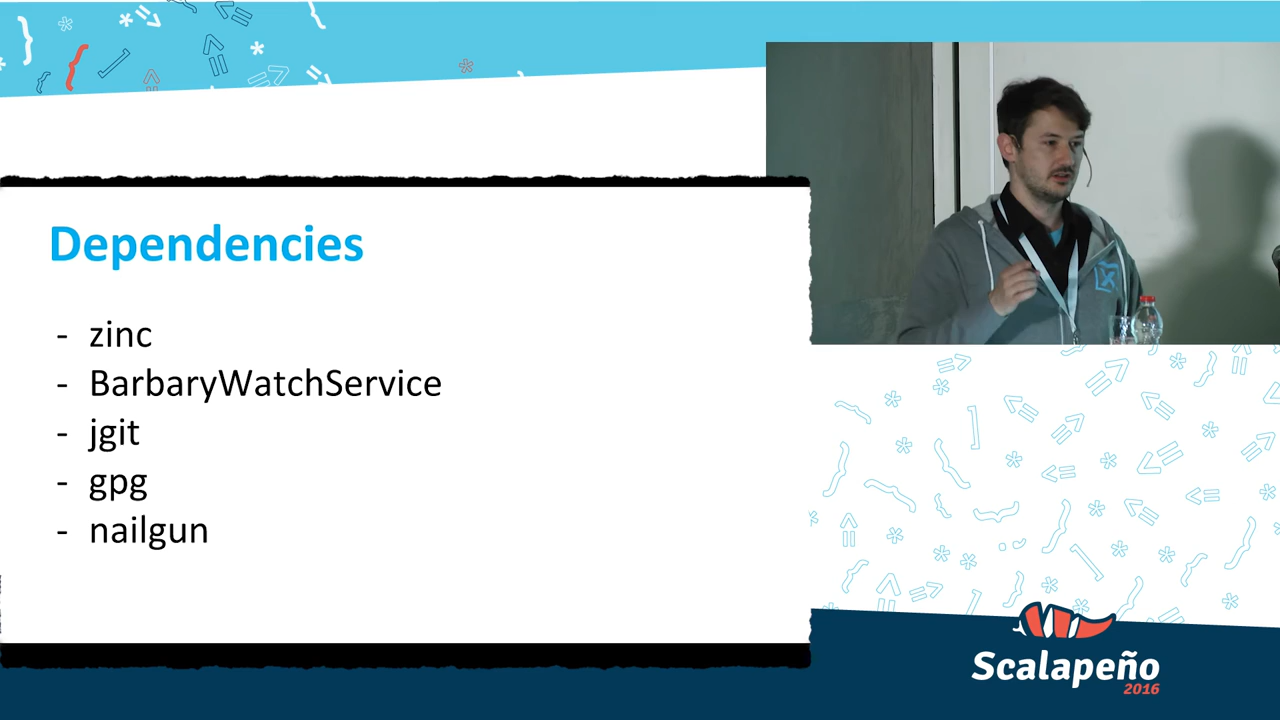 Dependencies
- zinc
- BarbaryWatchService
- jgit
- gpg
- nailgun
Scalapeño
2016